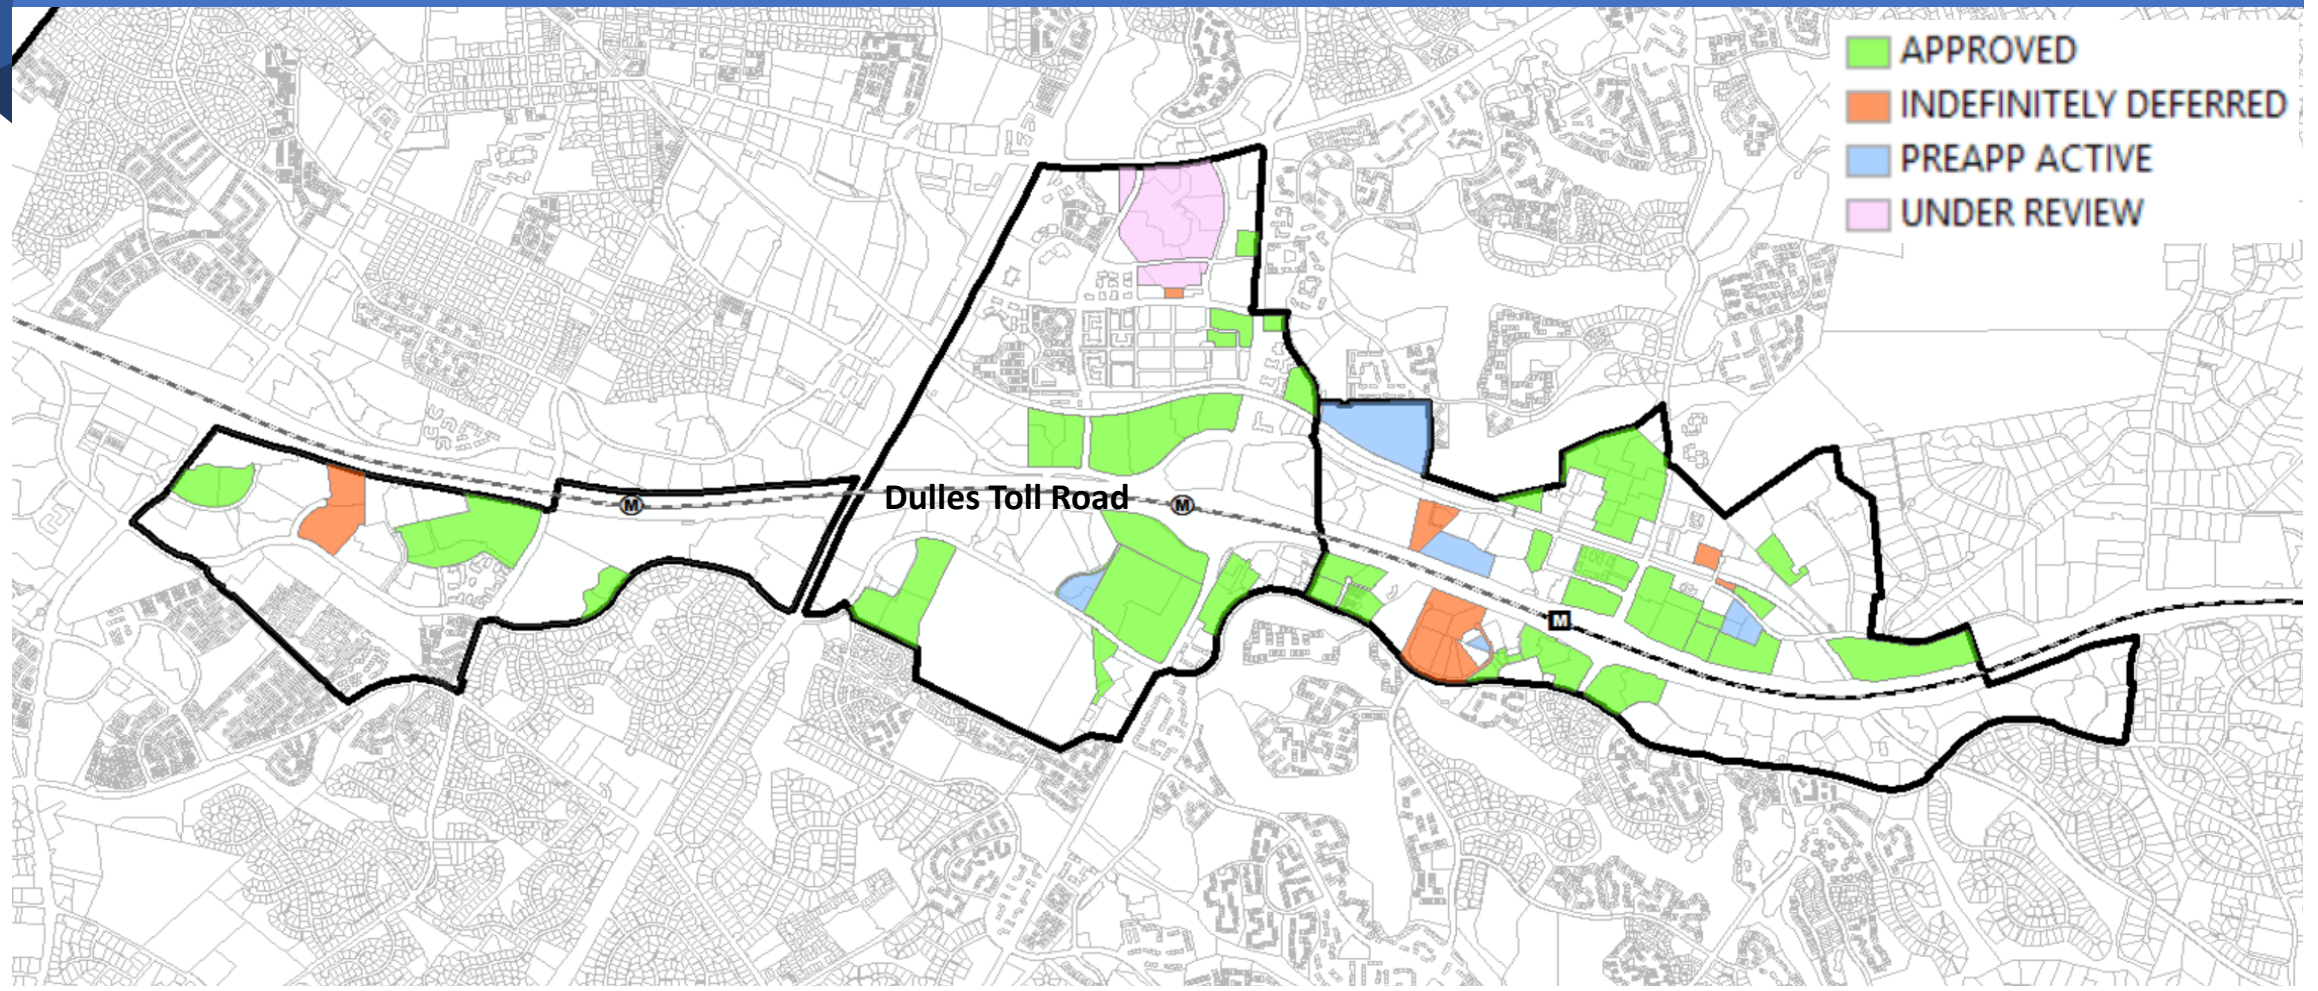 APPROVED
INDEFINITELY DEFERRED
PREAPP ACTIVE
UNDER REVIEW
M
Dulles Toll Road
M
M